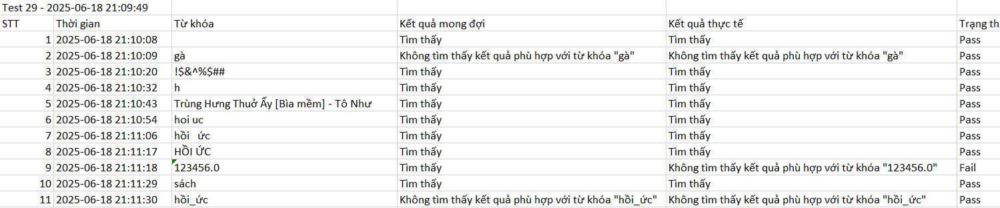 Test 29 - 2025-06-18 21:09:49
STT Thời gian Từ khóa Kết quả mong đợi Kết quả thực tế Trạng th
1 2025-06-18 21:10:08 Tìm thấy Tìm thấy Pass
2 2025-06-18 21:10:09 gà Không tìm thấy kết quả phù hợp với từ khóa "gà" Không tìm thấy kết quả phù hợp với từ khóa "gà" Pass
3 2025-06-18 21:10:20 !$&^%$## Tìm thấy Tìm thấy Pass
4 2025-06-18 21:10:32 h Tìm thấy Tìm thấy Pass
5 2025-06-18 21:10:43 Trùng Hưng Thuở Ấy [Bìa mềm] - Tô Như Tìm thấy Tìm thấy Pass
6 2025-06-18 21:10:54 hoi uc Tìm thấy Tìm thấy Pass
7 2025-06-18 21:11:06 hồi   ức Tìm thấy Tìm thấy Pass
8 2025-06-18 21:11:17 HỒI ỨC Tìm thấy Tìm thấy Pass
9 2025-06-18 21:11:18 123456.0 Tìm thấy Không tìm thấy kết quả phù hợp với từ khóa "123456.0" Fail
10 2025-06-18 21:11:29 sách Tìm thấy Tìm thấy Pass
11 2025-06-18 21:11:30 hồi_ức Không tìm thấy kết quả phù hợp với từ khóa "hồi_ức" Không tìm thấy kết quả phù hợp với từ khóa "hồi_ức" Pass